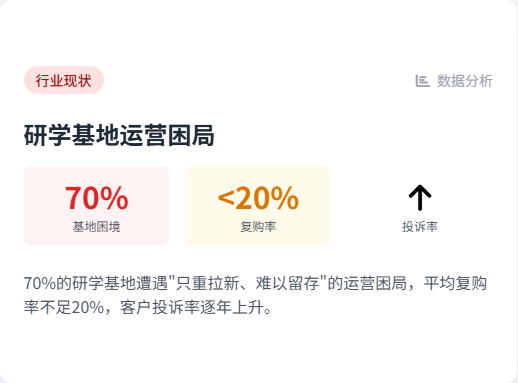 行业现状
数据分析
研学基地运营困局
70%
基地困境
<20%
复购率
投诉率
70%的研学基地遭遇"只重拉新、难以留存"的运营困局，平均复购
率不足20%，客户投诉率逐年上升。